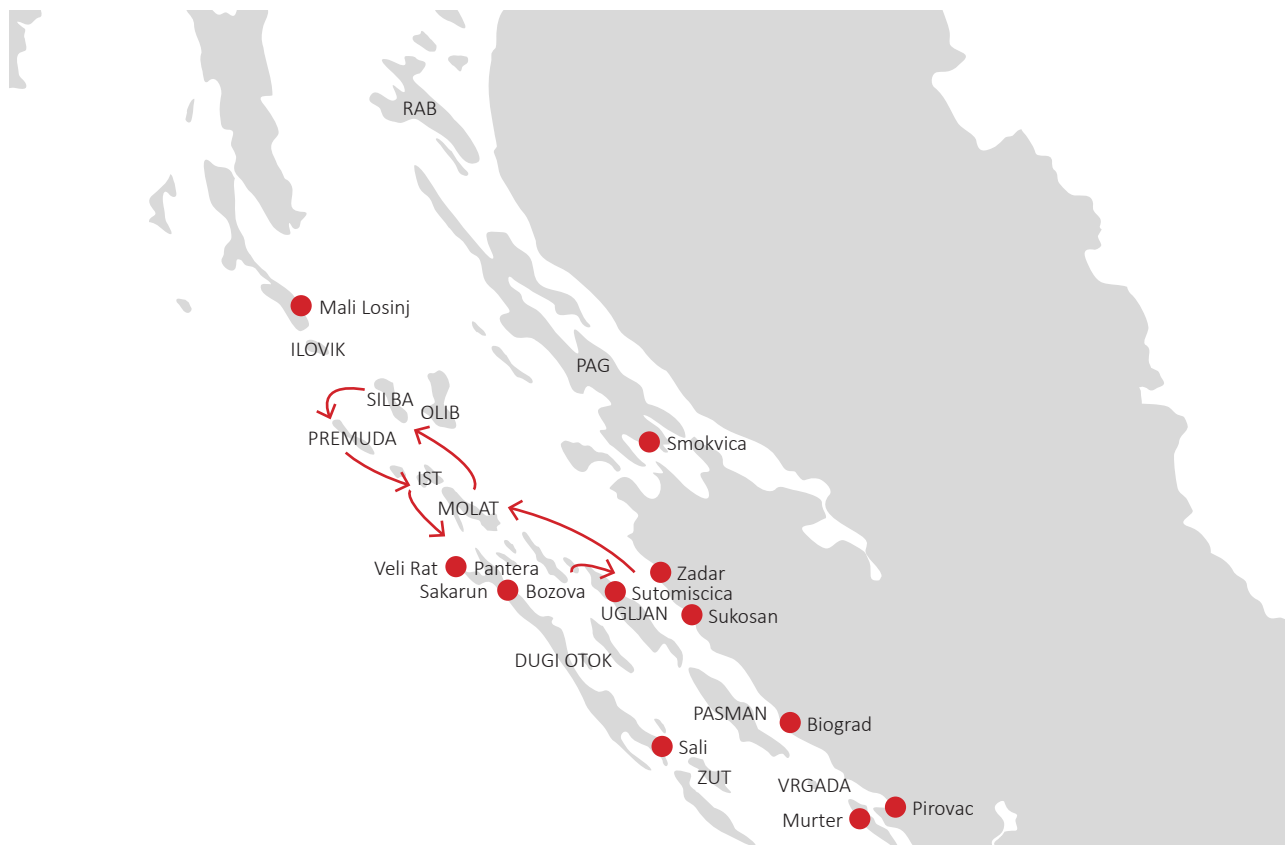 RAB
Mali Losinj
ILOVIK
PAG
SILBA
OLIB
PREMUDA
Smokvica
IST
MOLAT
Veli Rat
Pantera
Zadar
Sakarun
Bozova
Sutomiscica
UGLJAN
Sukosan
DUGI OTOK
PASMAN
Biograd
Sali
ZUT
VRGADA
Pirovac
Murter